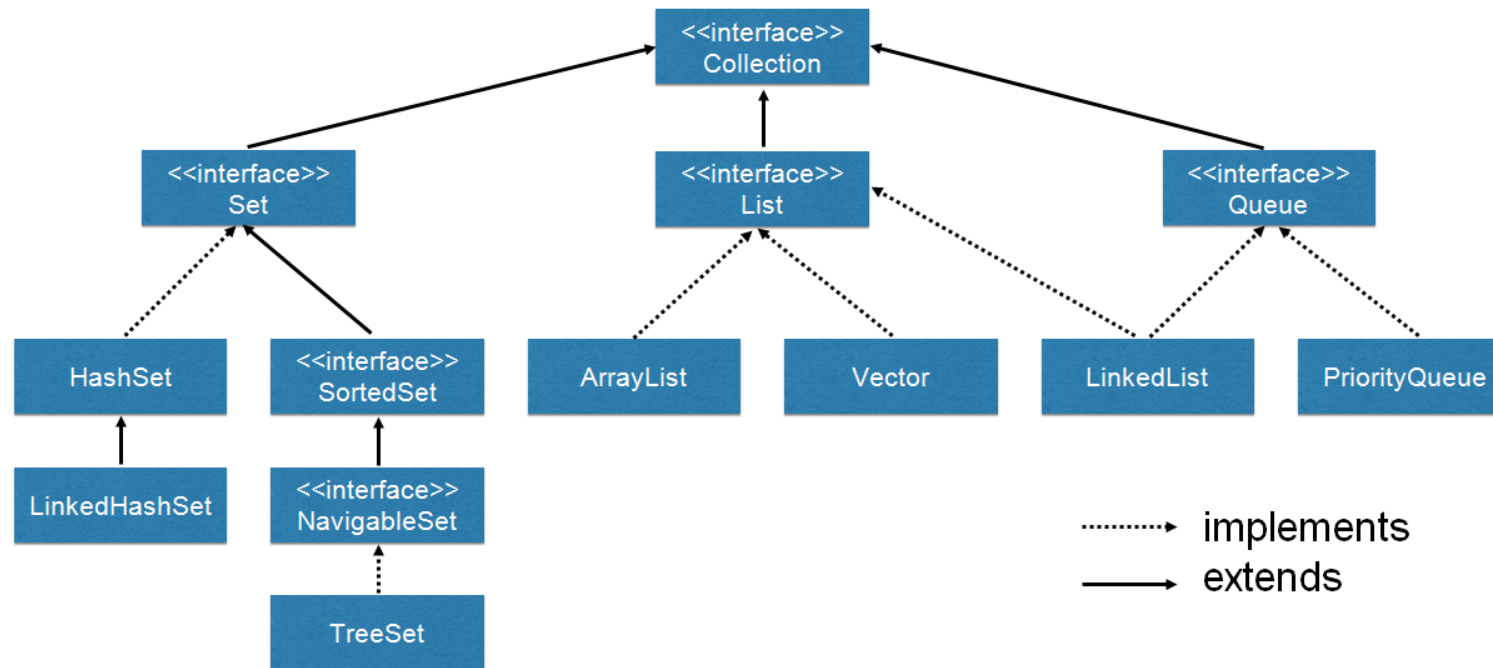 <<interface>>
Collection
<<interface>>
Set
<<interface>>
List
<<interface>>
Queue
HashSet
<<interface>>
SortedSet
ArrayList
Vector
LinkedList
PriorityQueue
LinkedHashSet
<<interface>>
NavigableSet
TreeSet
implements
extends